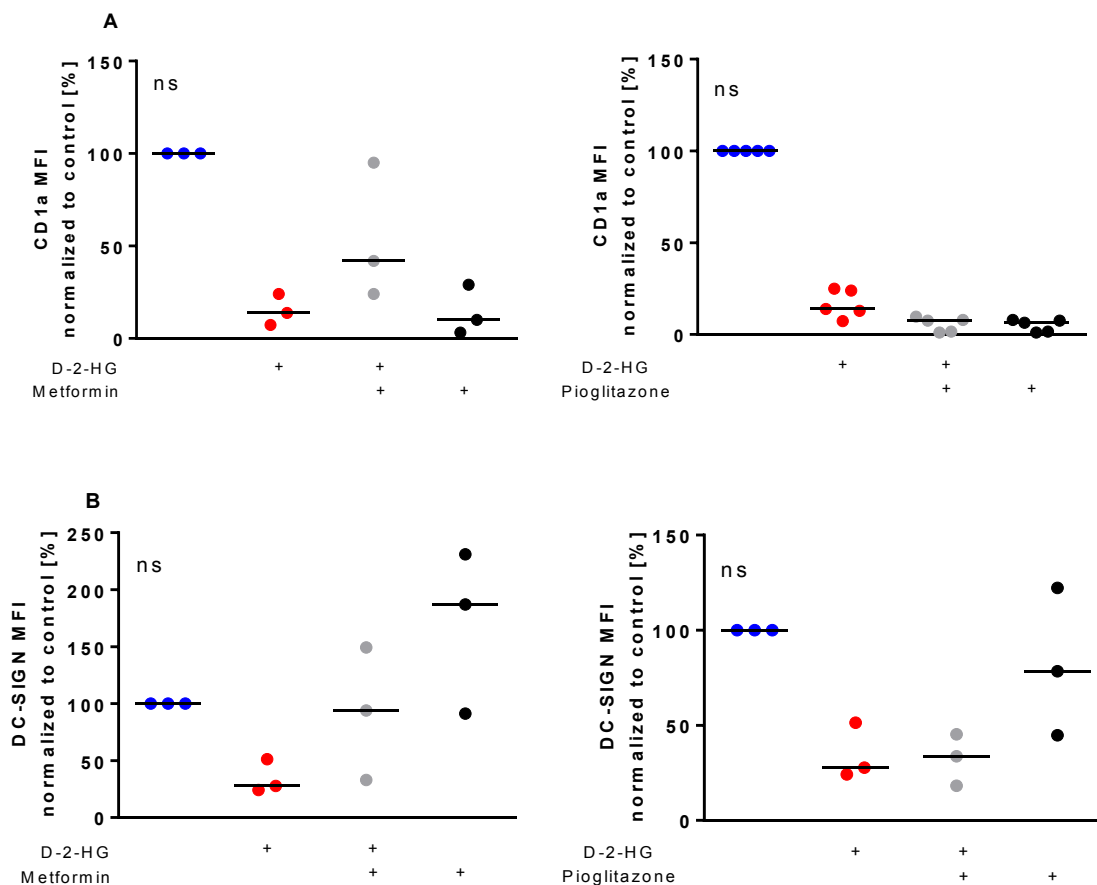 A
CD1a MFI
normalized to control [%]
150
100
50
0
ns
D-2-HG + +
Metformin + +
CD1a MFI
normalized to control [%]
150
100
50
0
ns
D-2-HG + +
Pioglitazone + +
B
DC-SIGN MFI
normalized to control [%]
250
200
150
100
50
0
ns
D-2-HG + +
Metformin + +
DC-SIGN MFI
normalized to control [%]
150
100
50
0
ns
D-2-HG + +
Pioglitazone + +